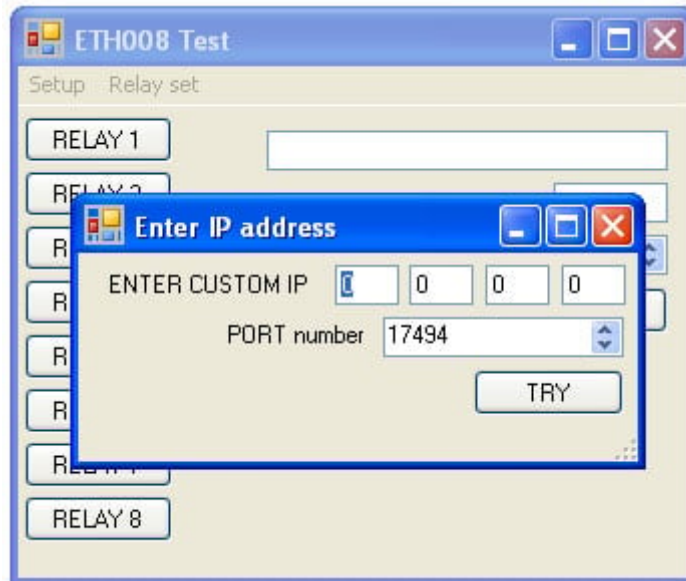 ETH008 Test
Setup Relay set
RELAY 1
Enter IP address
ENTER CUSTOM IP 0 0 0 0
PORT number 17494
TRY
RELAY 8